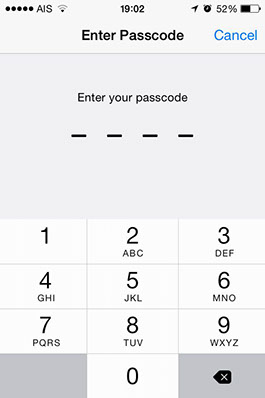 AIS 19:02 52%
Enter Passcode Cancel
Enter your passcode
1 2 3
ABC DEF
4 5 6
GHI JKL MNO
7 8 9
PQRS TUV WXYZ
0